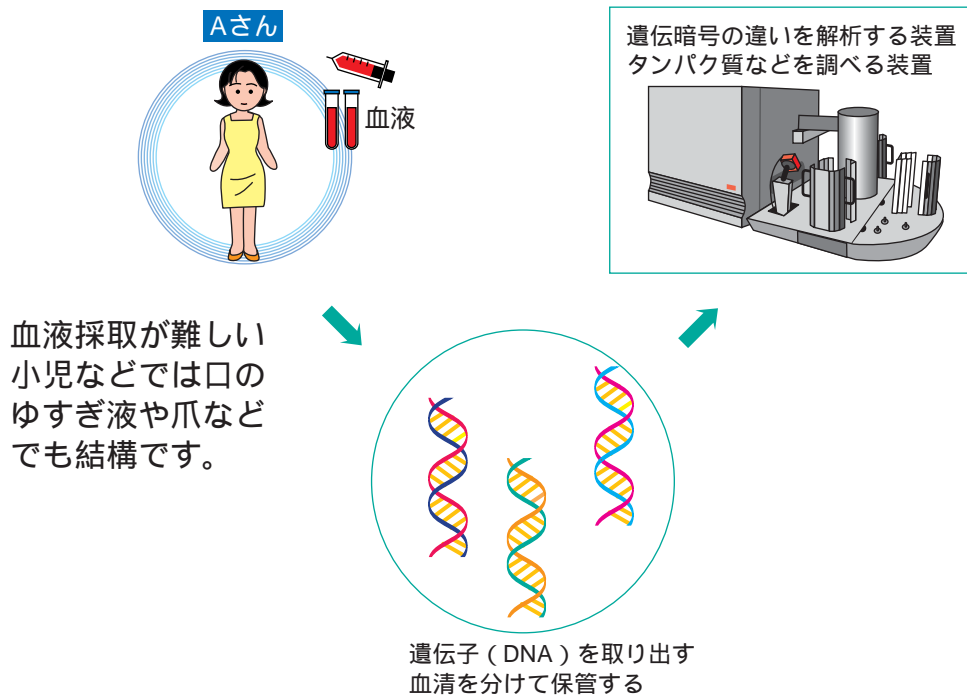 Aさん
血液
遺伝暗号の違いを解析する装置
タンパク質などを調べる装置
血液採取が難しい
小児などでは口の
ゆすぎ液や爪など
でも結構です。
遺伝子（DNA）を取り出す
血清を分けて保管する